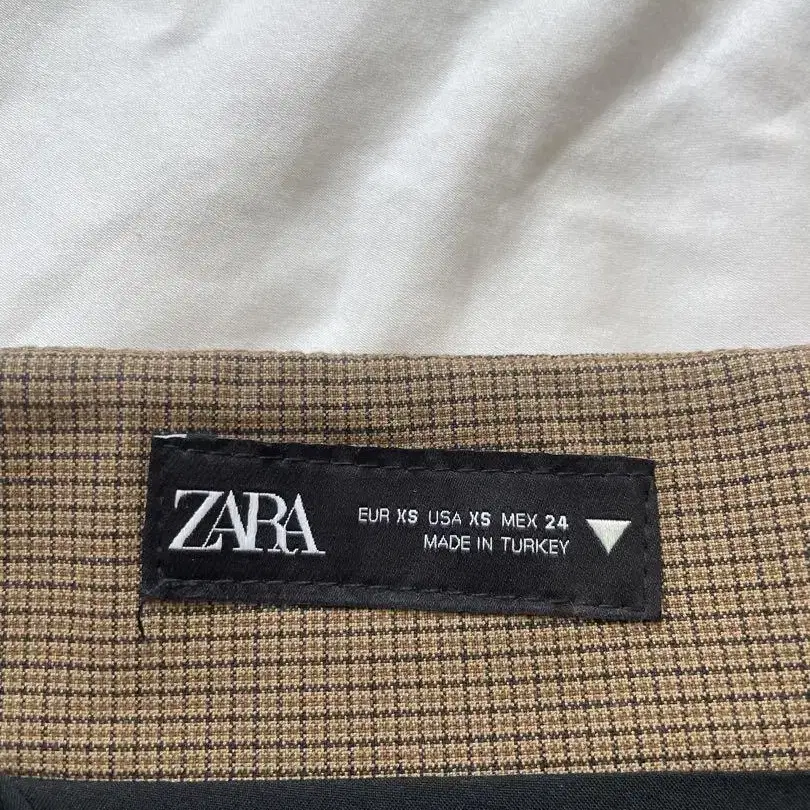 ZARA
EUR XS USA XS MEX 24
MADE IN TURKEY